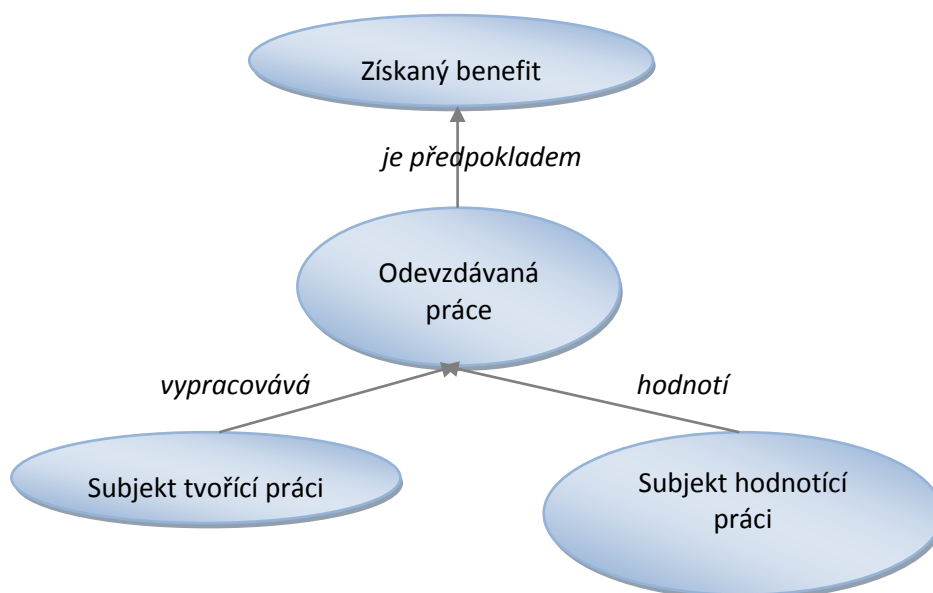 Získaný benefit
je předpokladem
Odevzdávaná
práce
vypracovává
hodnotí
Subjekt tvořící práci
Subjekt hodnotící
práci